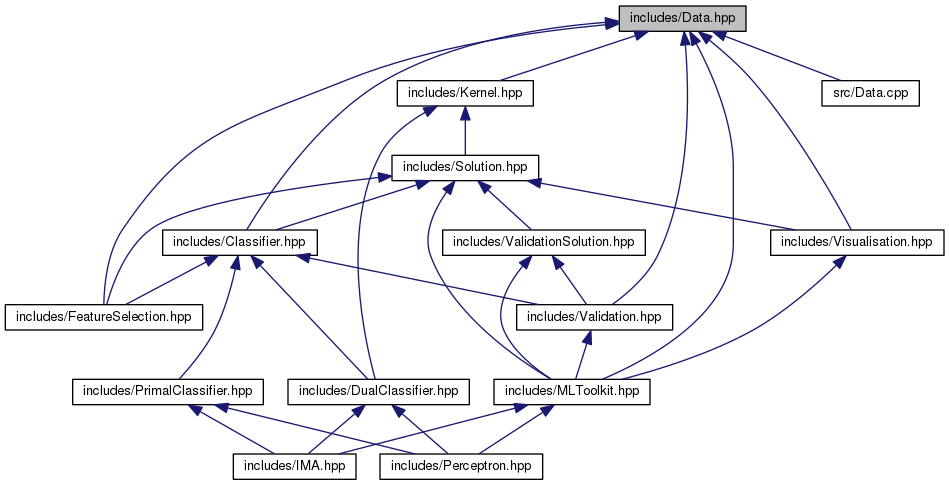 includes/Data.hpp
includes/Kernel.hpp
src/Data.cpp
includes/Solution.hpp
includes/Classifier.hpp
includes/ValidationSolution.hpp
includes/Visualisation.hpp
includes/FeatureSelection.hpp
includes/Validation.hpp
includes/PrimalClassifier.hpp
includes/DualClassifier.hpp
includes/MLToolkit.hpp
includes/IMA.hpp
includes/Perceptron.hpp